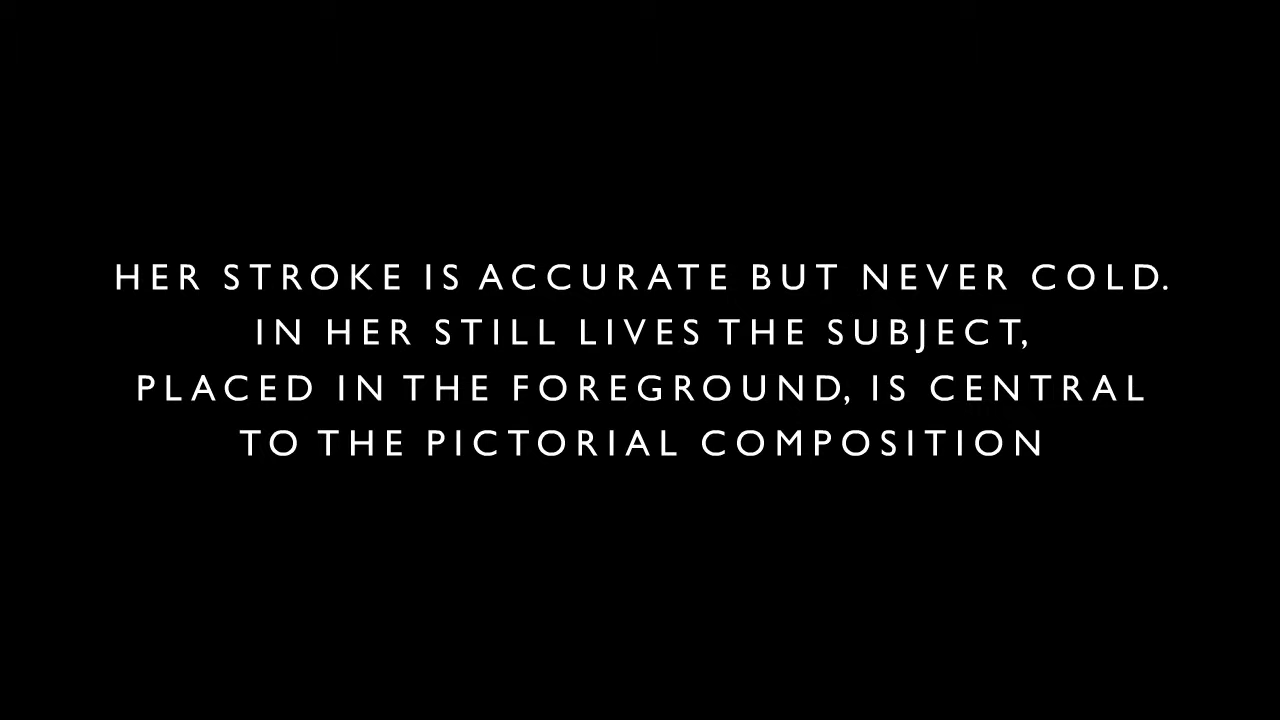 HER STROKE IS ACCURATE BUT NEVER COLD.
IN HER STILL LIVES THE SUBJECT,
PLACED IN THE FOREGROUND, IS CENTRAL
TO THE PICTORIAL COMPOSITION